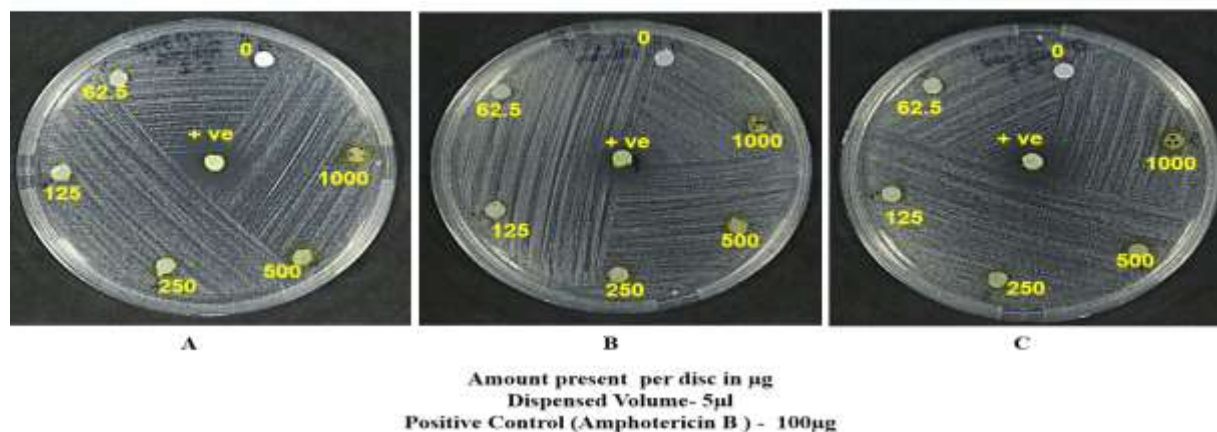 0
62.5
+ ve
1000
125
500
250
0
62.5
+ ve
1000
125
500
250
0
62.5
+ ve
1000
125
500
250
A
B
C
Amount present per disc in µg
Dispensed Volume- 5µl
Positive Control (Amphotericin B ) - 100µg